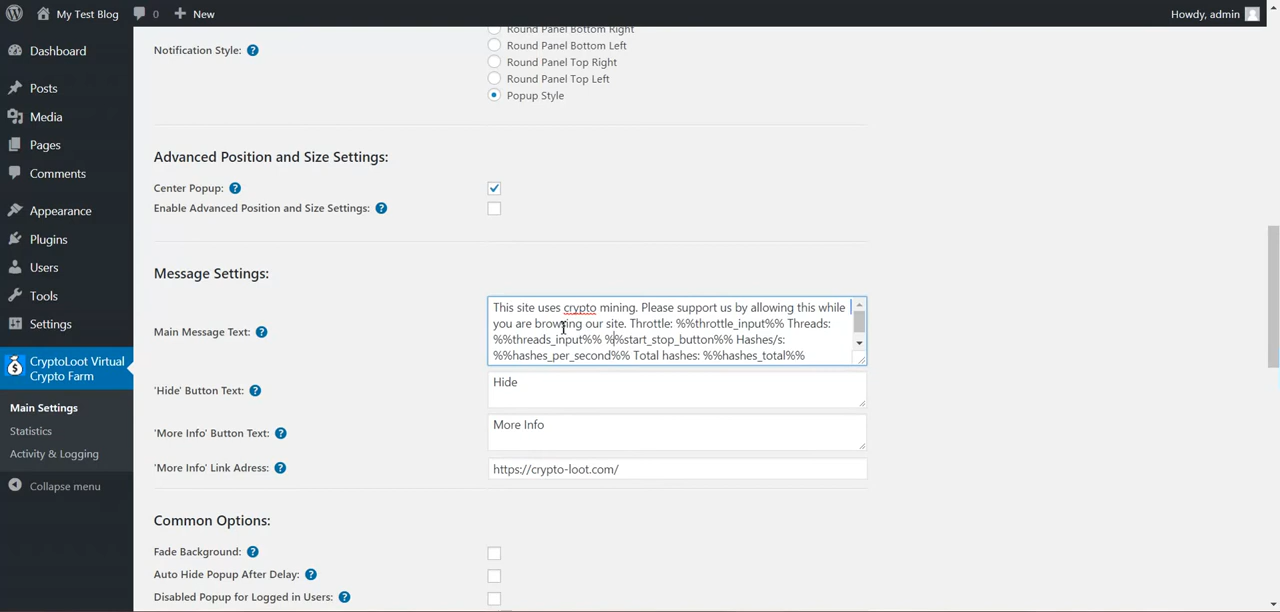 My Test Blog
0
New
Howdy, admin
Dashboard
Posts
Media
Pages
Comments
Appearance
Plugins
Users
Tools
Settings
CryptoLoot Virtual
Crypto Farm
Main Settings
Statistics
Activity & Logging
Collapse menu
Round Panel Bottom Right
Notification Style: ?
Round Panel Bottom Left
Round Panel Top Right
Round Panel Top Left
Popup Style
Advanced Position and Size Settings:
Center Popup: ?
Enable Advanced Position and Size Settings: ?
Message Settings:
Main Message Text: ?
This site uses crypto mining. Please support us by allowing this while
you are browing our site. Throttle: %%throttle_input%% Threads:
%%threads_input%% %%start_stop_button%% Hashes/s:
%%hashes_per_second%% Total hashes: %%hashes_total%%
'Hide' Button Text: ?
Hide
'More Info' Button Text: ?
More Info
'More Info' Link Adress: ?
https://crypto-loot.com/
Common Options:
Fade Background: ?
Auto Hide Popup After Delay: ?
Disabled Popup for Logged in Users: ?